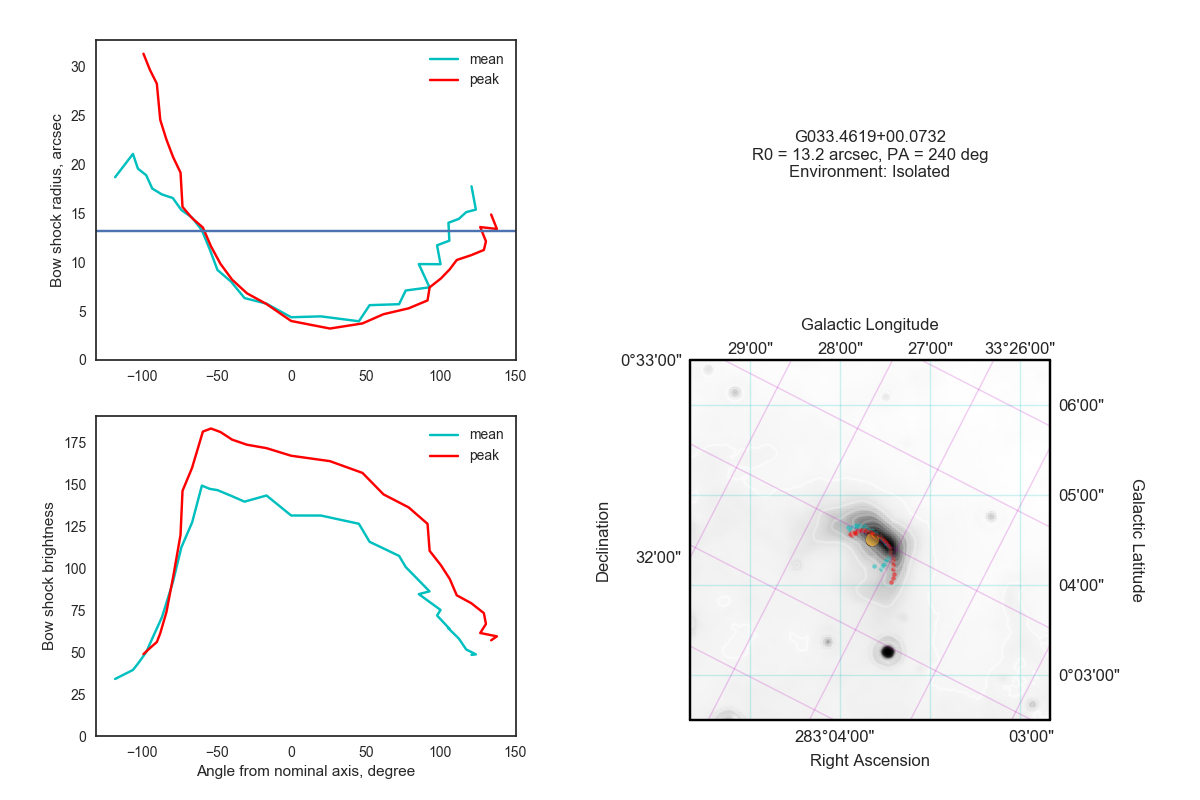 mean
peak
30
25
20
15
10
5
0
Bow shock radius, arcsec
−100
−50
0
50
100
150
mean
peak
175
150
125
100
75
50
25
0
Bow shock brightness
−100
−50
0
50
100
150
Angle from nominal axis, degree
G033.4619+00.0732
R0 = 13.2 arcsec, PA = 240 deg
Environment: Isolated
Galactic Longitude
29'00"
28'00"
27'00"
33°26'00"
0°33'00"
32'00"
Declination
06'00"
05'00"
04'00"
0°03'00"
Galactic Latitude
283°04'00"
03'00"
Right Ascension